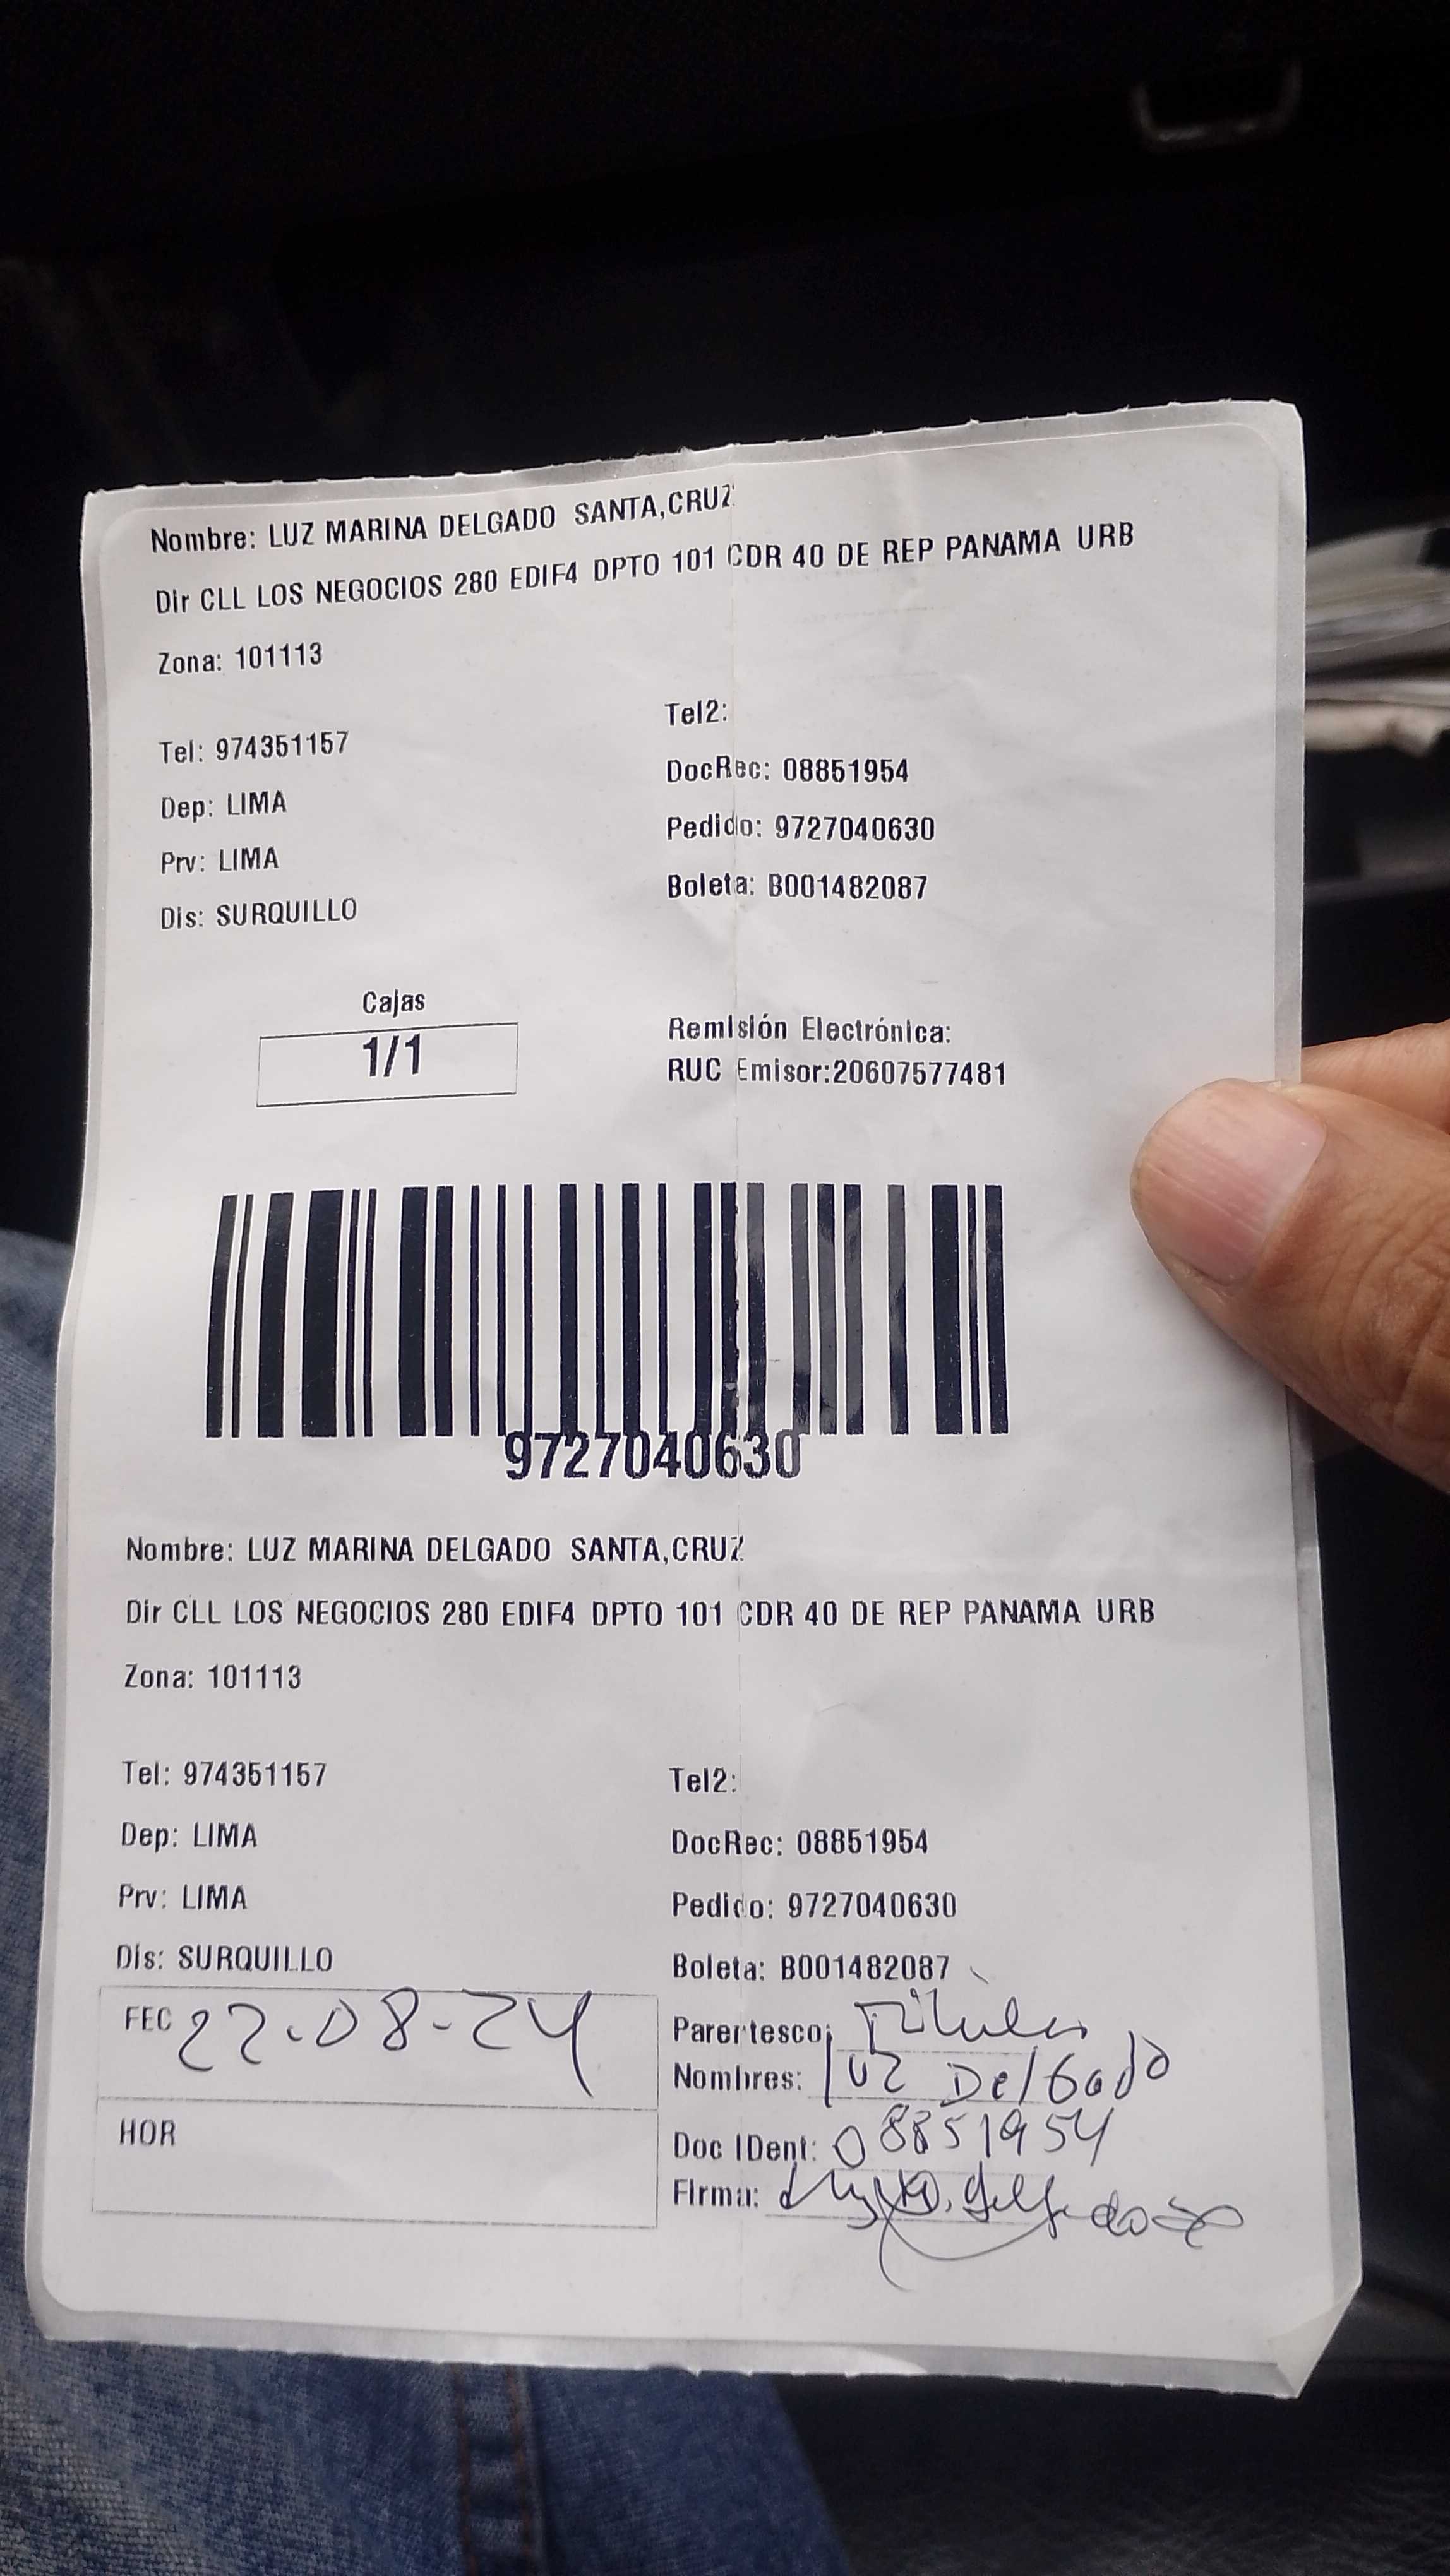 Nombre: LUZ MARINA DELGADO SANTA,CRUZ
Dir CLL LOS NEGOCIOS 280 EDIF4 DPTO 101 CDR 40 DE REP PANAMA URB
Zona: 101113
Tel2:
Tel: 974351157
DocRec: 08851954
Dep: LIMA
Pedido: 9727040630
Prv: LIMA
Boleta: B001482087
Dis: SURQUILLO
Cajas
1/1
Remisión Electrónica:
RUC Emisor:20607577481
9727040630
Nombre: LUZ MARINA DELGADO SANTA,CRUZ
Dir CLL LOS NEGOCIOS 280 EDIF4 DPTO 101 CDR 40 DE REP PANAMA URB
Zona: 101113
Tel: 974351157
Tel2:
Dep: LIMA
DocRec: 08851954
Prv: LIMA
Pedido: 9727040630
Dis: SURQUILLO
Boleta: B001482087
FEC 22-08-24
Parentesco: Titular
Nombres: luz Delgado
HOR
Doc IDent: 08851954
Firma: